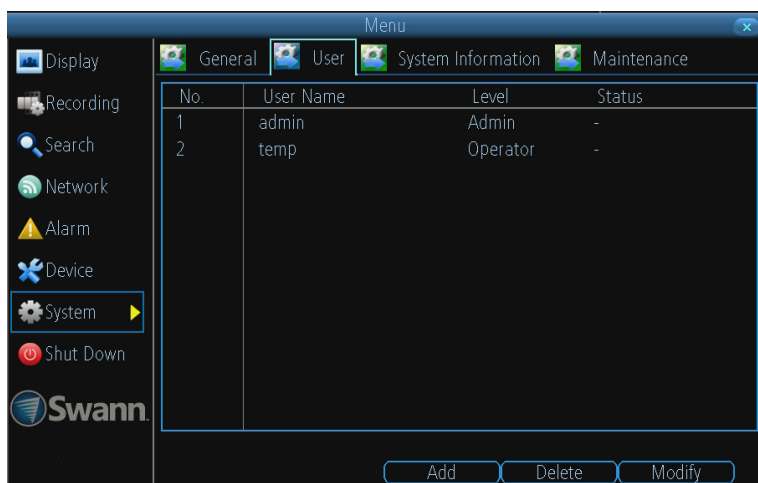 Menu
Display
Recording
Search
Network
Alarm
Device
System
Shut Down
Swann
General User System Information Maintenance
No. User Name Level Status
1 admin Admin -
2 temp Operator -
Add Delete Modify